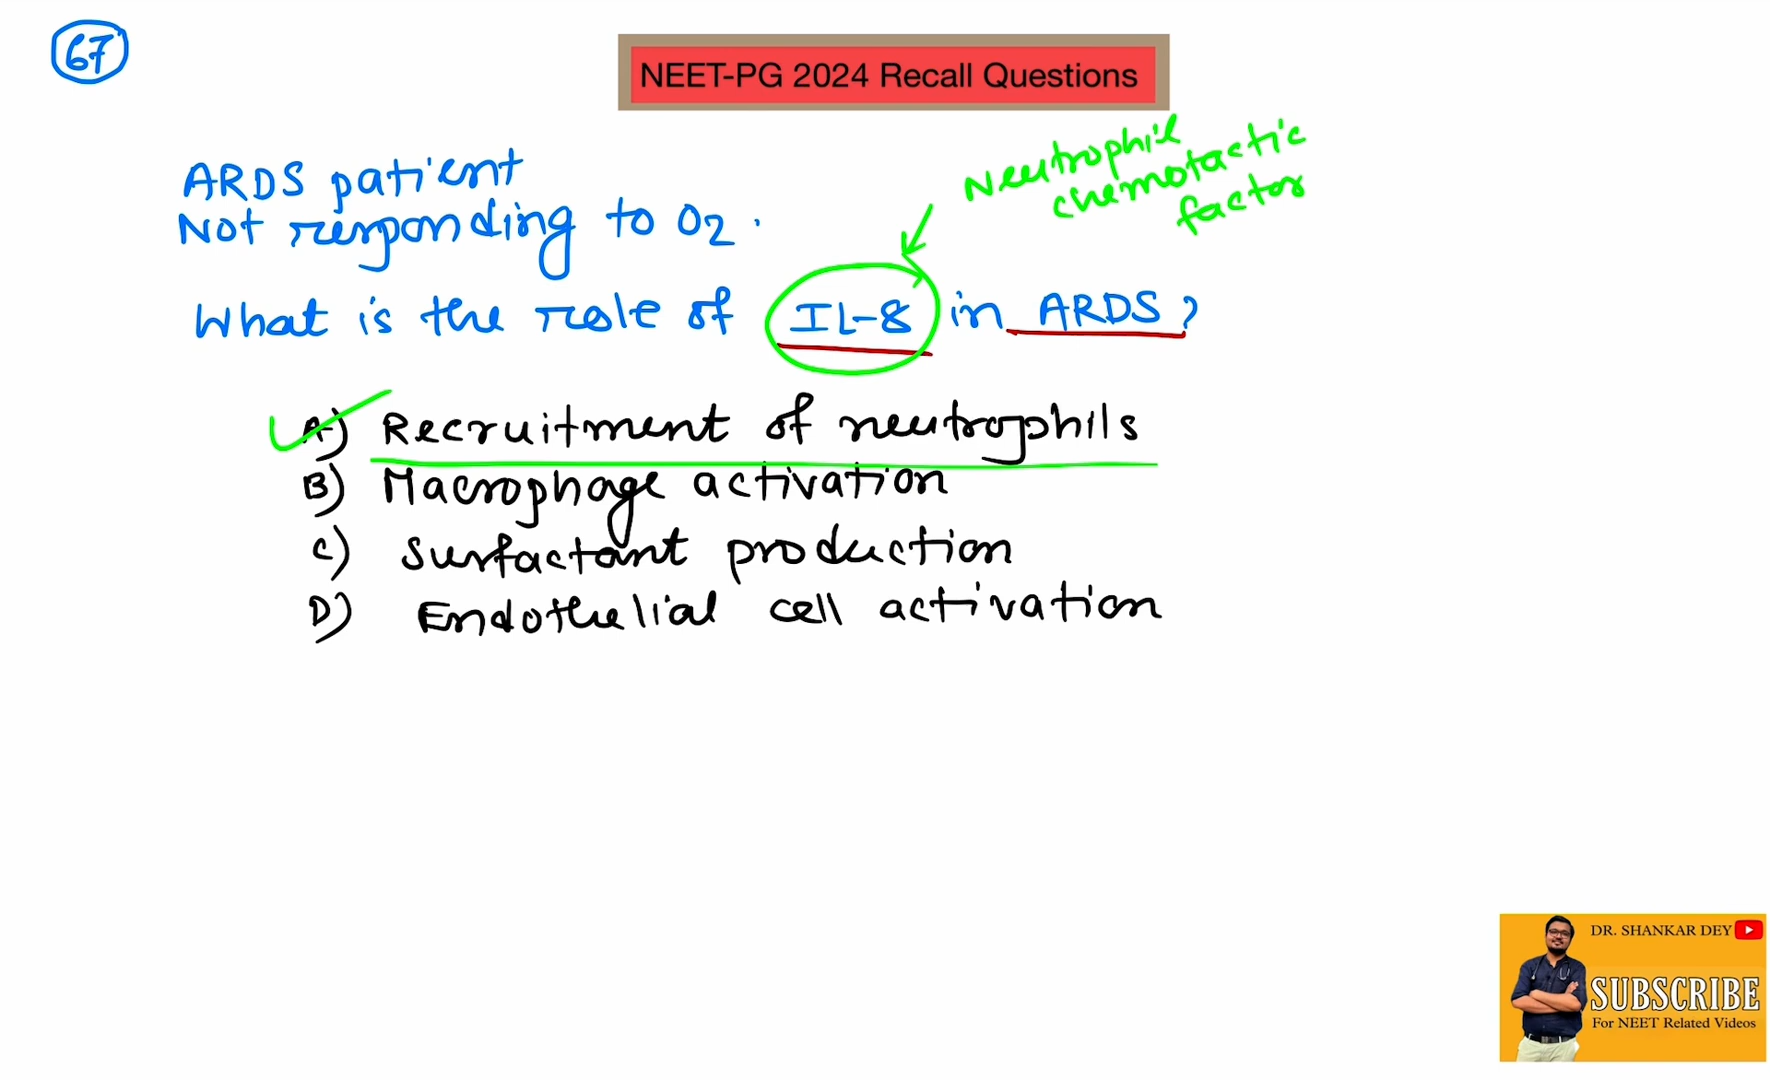 67
NEET-PG 2024 Recall Questions
Neutrophil
chemotactic
factor
ARDS patient
Not responding to O2.
What is the role of IL-8 in ARDS?
A) Recruitment of neutrophils
B) Macrophage activation
C) Surfactant production
D) Endothelial cell activation
DR. SHANKAR DEY
SUBSCRIBE
For NEET Related Videos